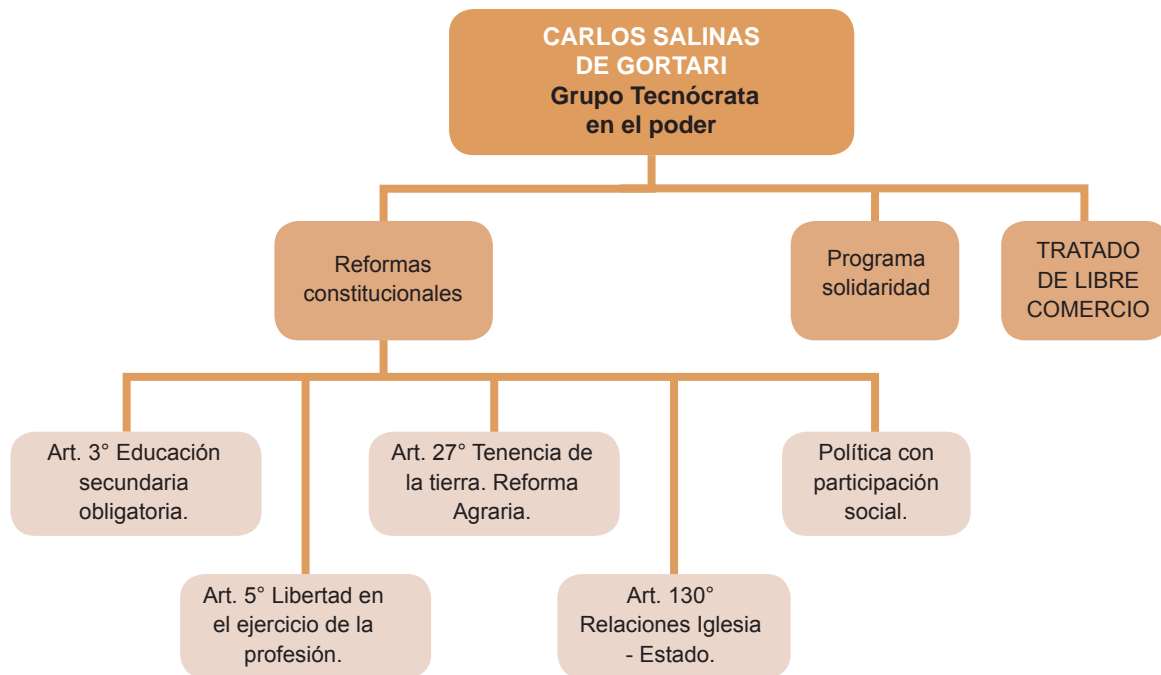 CARLOS SALINAS
DE GORTARI
Grupo Tecnócrata
en el poder
Reformas
constitucionales
Programa
solidaridad
TRATADO
DE LIBRE
COMERCIO
Art. 3° Educación
secundaria
obligatoria.
Art. 27° Tenencia de
la tierra. Reforma
Agraria.
Política con
participación
social.
Art. 5° Libertad en
el ejercicio de la
profesión.
Art. 130°
Relaciones Iglesia
- Estado.